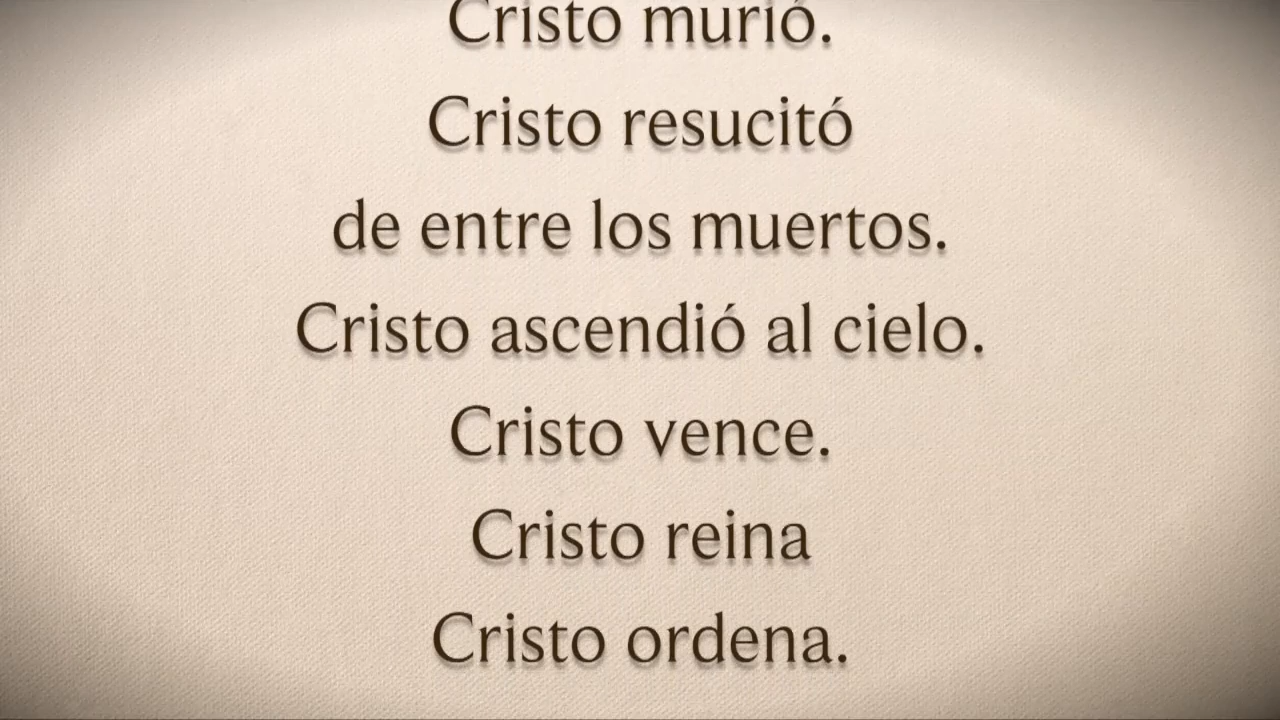 Cristo murió.
Cristo resucitó
de entre los muertos.
Cristo ascendió al cielo.
Cristo vence.
Cristo reina
Cristo ordena.